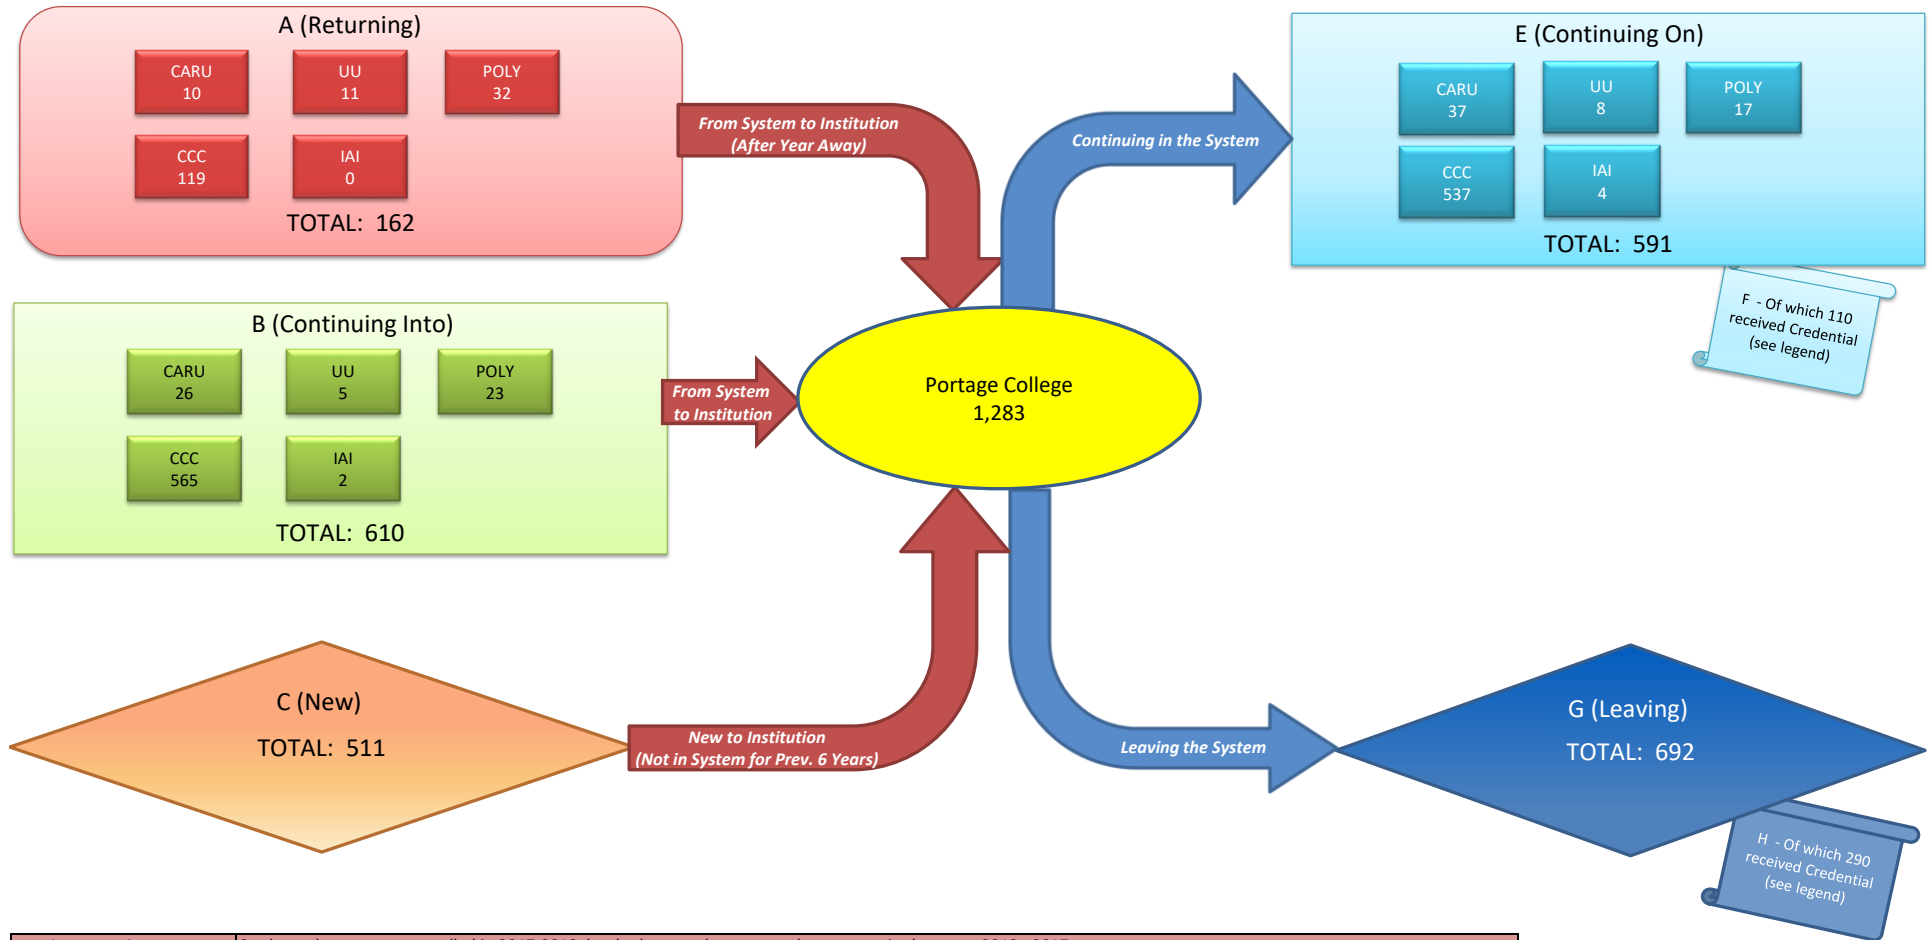 A (Returning)
CARU
10
UU
11
POLY
32
CCC
119
IAI
0
TOTAL: 162
From System to Institution
(After Year Away)
Continuing in the System
E (Continuing On)
CARU
37
UU
8
POLY
17
CCC
537
IAI
4
TOTAL: 591
F - Of which 110
received Credential
(see legend)
B (Continuing Into)
CARU
26
UU
5
POLY
23
CCC
565
IAI
2
TOTAL: 610
From System
to Institution
Portage College
1,283
C (New)
TOTAL: 511
New to Institution
(Not in System for Prev. 6 Years)
Leaving the System
G (Leaving)
TOTAL: 692
H - Of which 290
received Credential
(see legend)